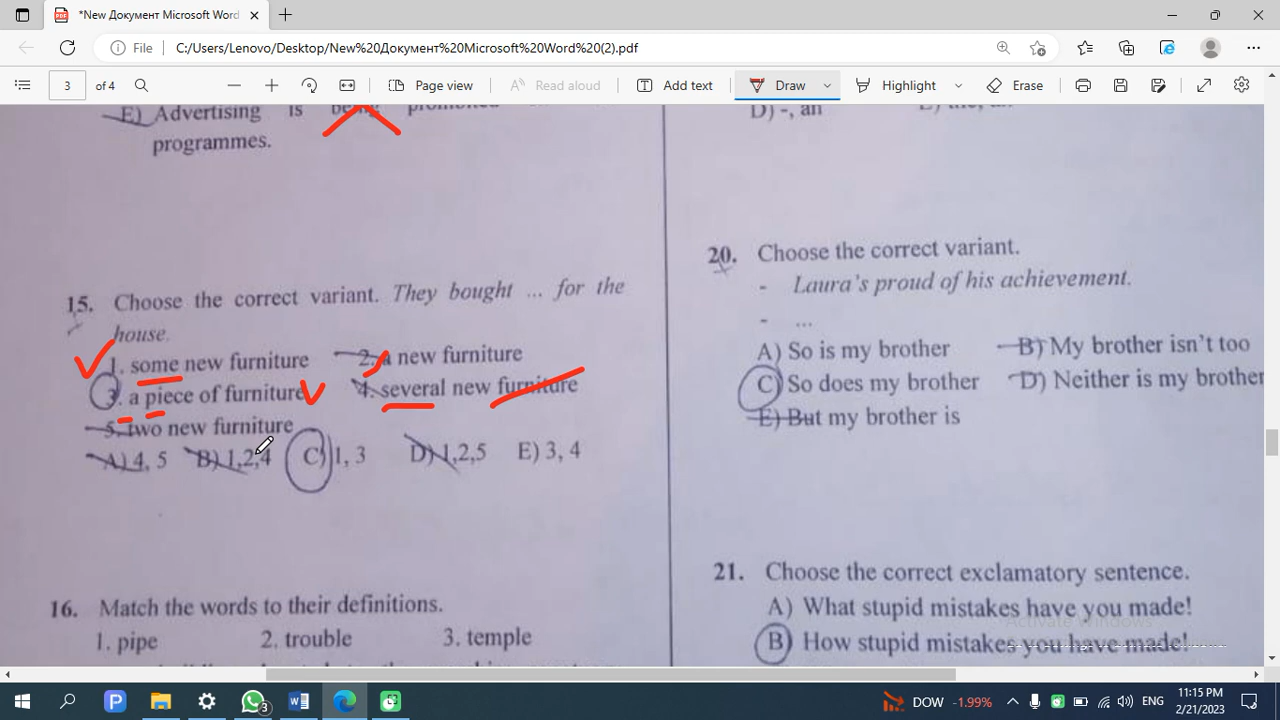 *New Документ Microsoft Word
File
C:/Users/Lenovo/Desktop/New%20Документ%20Microsoft%20Word%20(2).pdf
3 of 4
Page view
Read aloud
Add text
Draw
Highlight
Erase
E) Advertising is being
programmes.
15. Choose the correct variant. They bought ... for the
house.
1. some new furniture 2. a new furniture
3. a piece of furniture 4. several new furniture
5. two new furniture
A) 4, 5 B) 1,2,4 C) 1, 3 D) 1,2,5 E) 3, 4
16. Match the words to their definitions.
1. pipe 2. trouble 3. temple
D) -, an
20. Choose the correct variant.
- Laura's proud of his achievement.
- ...
A) So is my brother B) My brother isn't too
C) So does my brother D) Neither is my brother
E) But my brother is
21. Choose the correct exclamatory sentence.
A) What stupid mistakes have you made!
B) How stupid mistakes you have made!
Activate Windows
3
DOW -1.99%
ENG
11:15 PM
2/21/2023